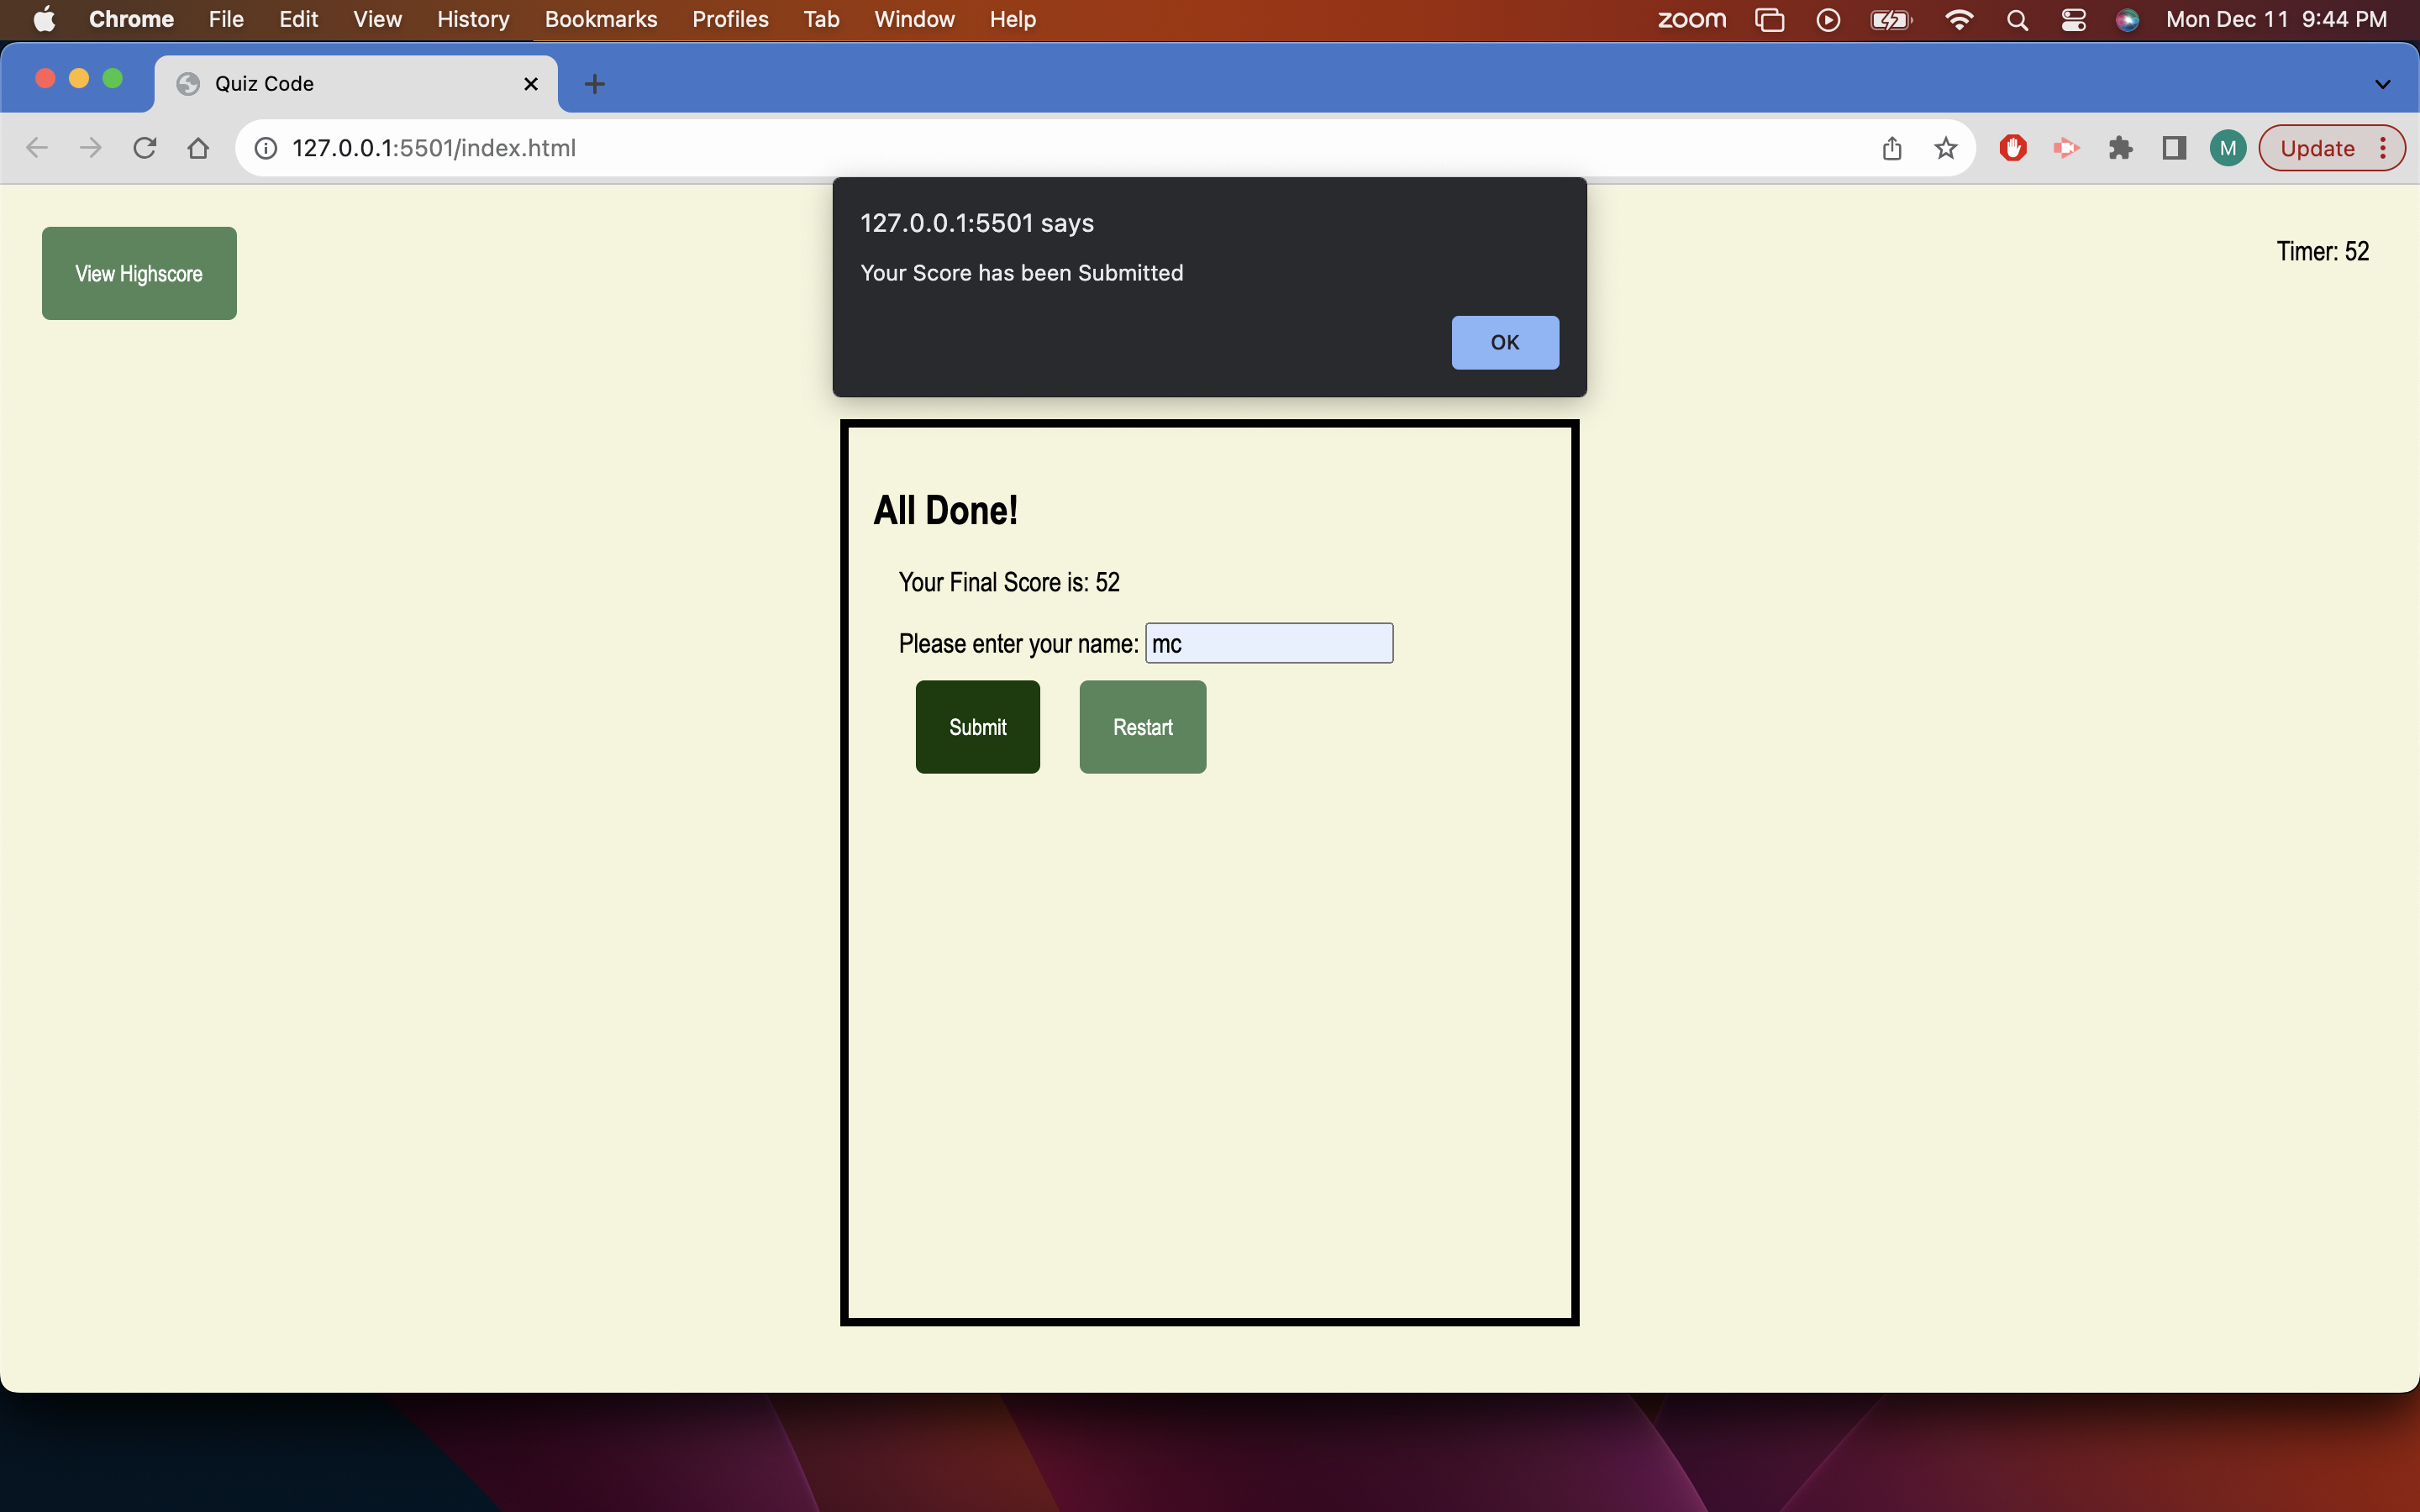 Chrome File Edit View History Bookmarks Profiles Tab Window Help zoom Mon Dec 11 9:44 PM
Quiz Code
127.0.0.1:5501/index.html M Update
127.0.0.1:5501 says
Your Score has been Submitted
OK
View Highscore
Timer: 52
All Done!
Your Final Score is: 52
Please enter your name: mc
Submit Restart